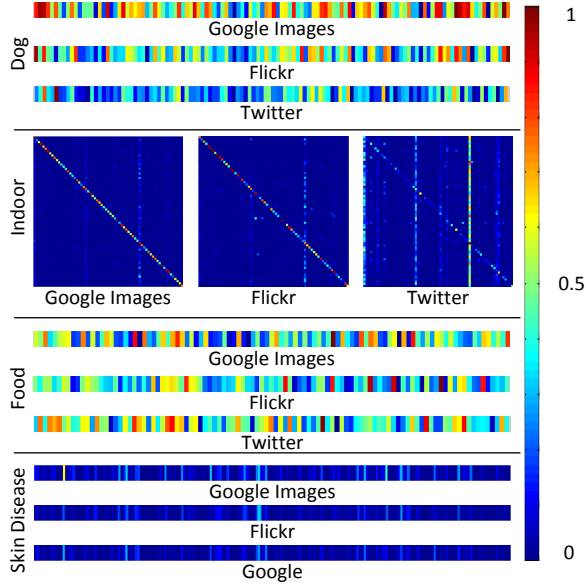 Dog
Google Images
Flickr
Twitter
Indoor
Google Images
Flickr
Twitter
Food
Google Images
Flickr
Twitter
Skin Disease
Google Images
Flickr
Google
1
0.5
0